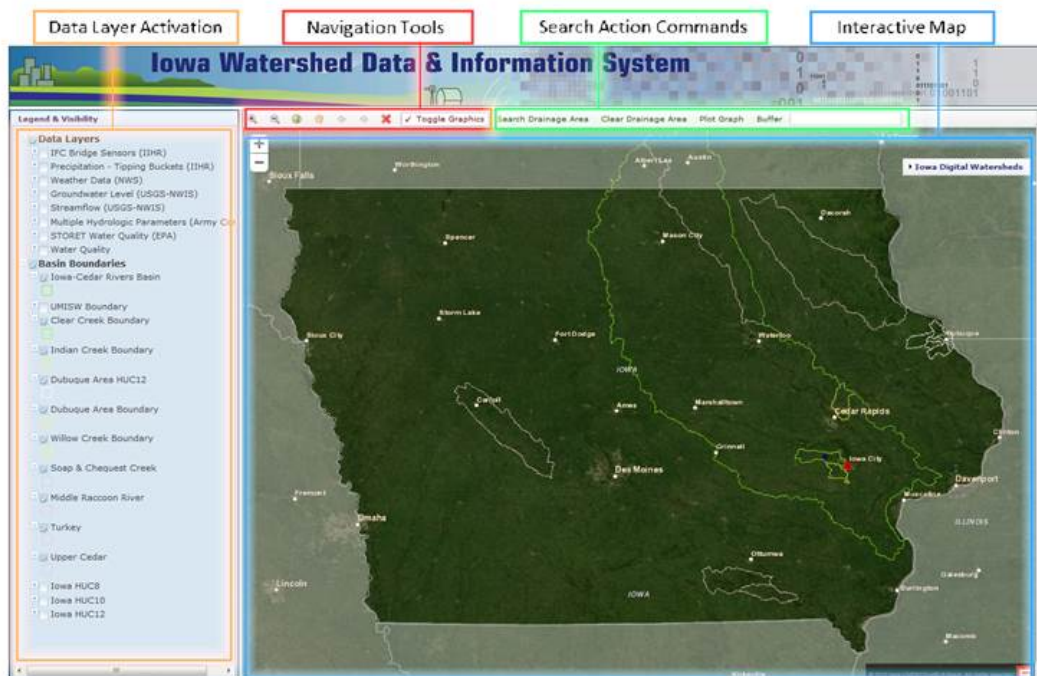 Data Layer Activation
Navigation Tools
Search Action Commands
Interactive Map
Iowa Watershed Data & Information System
Legend & Visibility
Toggle Graphics
Search Drainage Area
Clear Drainage Area
Plot Graph
Buffer
Data Layers
IFC Bridge Sensors (IIHR)
Precipitation - Tipping Buckets (IIHR)
Weather Data (NWS)
Groundwater Level (USGS-NWIS)
Streamflow (USGS-NWIS)
Multiple Hydrologic Parameters (Army Co
STORET Water Quality (EPA)
Water Quality
Basin Boundaries
Iowa-Cedar Rivers Basin
UMISW Boundary
Clear Creek Boundary
Indian Creek Boundary
Dubuque Area HUC12
Dubuque Area Boundary
Willow Creek Boundary
Soap & Chequest Creek
Middle Raccoon River
Turkey
Upper Cedar
Iowa HUC8
Iowa HUC10
Iowa HUC12
Iowa Digital Watersheds
Albert Lea
Austin
Worthington
Sioux Falls
Decorah
Spencer
Mason City
Storm Lake
Sioux City
Fort Dodge
Waterloo
Dubuque
IOWA
Carroll
Ames
Marshalltown
Cedar Rapids
Clinton
Grinnell
Iowa City
Des Moines
Davenport
Fremont
Muscatine
Omaha
ILLINOIS
Ottumwa
Galesburg
Lincoln
IOWA
Burlington
Macomb